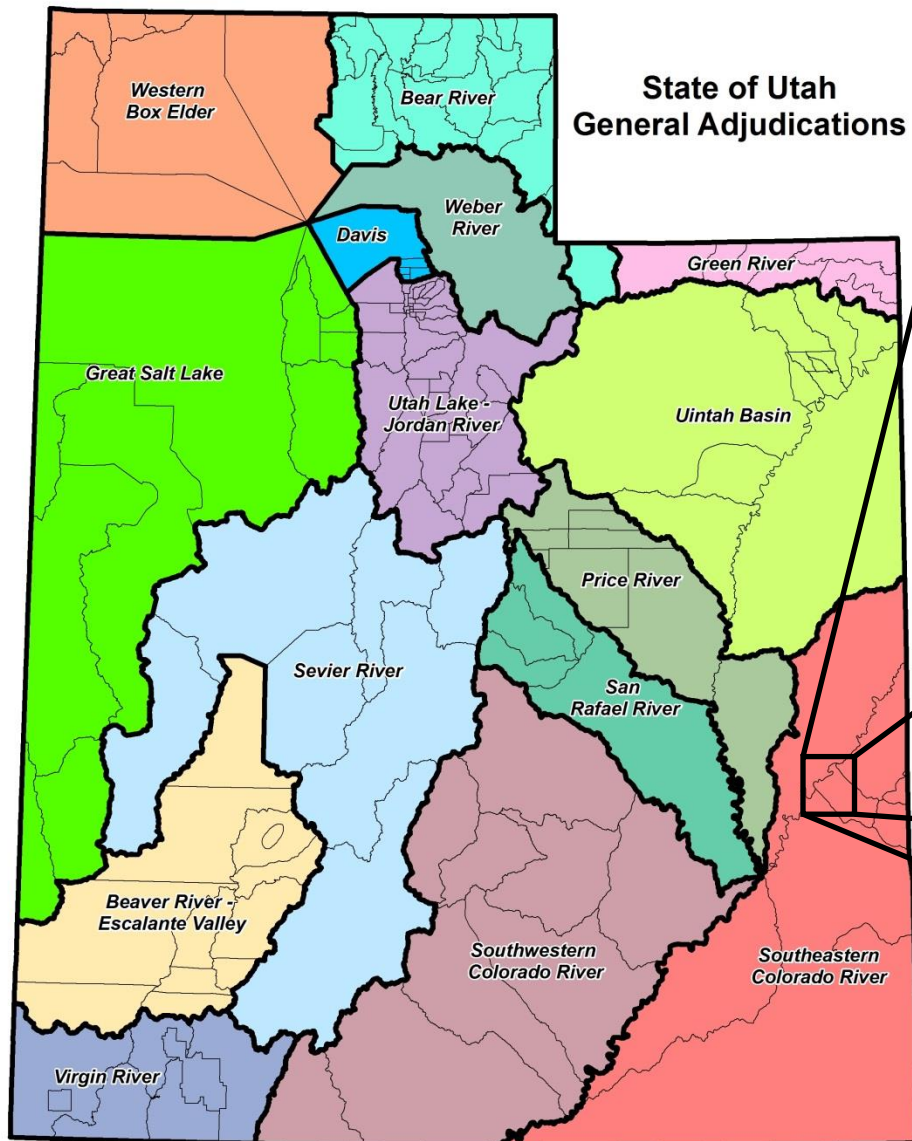 State of Utah
General Adjudications
Western
Box Elder
Bear River
Weber
River
Davis
Green River
Great Salt Lake
Utah Lake -
Jordan River
Uintah Basin
Price River
Sevier River
San
Rafael River
Beaver River -
Escalante Valley
Southwestern
Colorado River
Southeastern
Colorado River
Virgin River